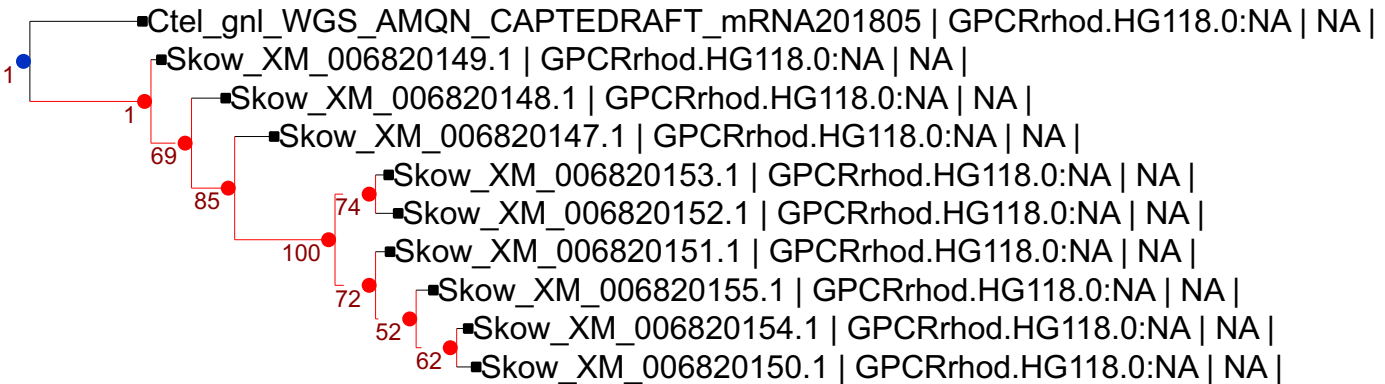 Ctel_gnl_WGS_AMQN_CAPTEDRAFT_mRNA201805 | GPCRrhod.HG118.0:NA | NA |
1
Skow_XM_006820149.1 | GPCRrhod.HG118.0:NA | NA |
1
Skow_XM_006820148.1 | GPCRrhod.HG118.0:NA | NA |
69
Skow_XM_006820147.1 | GPCRrhod.HG118.0:NA | NA |
85
Skow_XM_006820153.1 | GPCRrhod.HG118.0:NA | NA |
74
Skow_XM_006820152.1 | GPCRrhod.HG118.0:NA | NA |
100
Skow_XM_006820151.1 | GPCRrhod.HG118.0:NA | NA |
72
Skow_XM_006820155.1 | GPCRrhod.HG118.0:NA | NA |
52
Skow_XM_006820154.1 | GPCRrhod.HG118.0:NA | NA |
62
Skow_XM_006820150.1 | GPCRrhod.HG118.0:NA | NA |